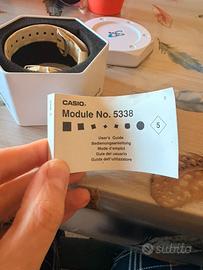 CASIO
Module No. 5338
5
User's Guide
Bedienungsanleitung
Mode d'emploi
Guía del usuario
Guida dell'utilizzatore
subito